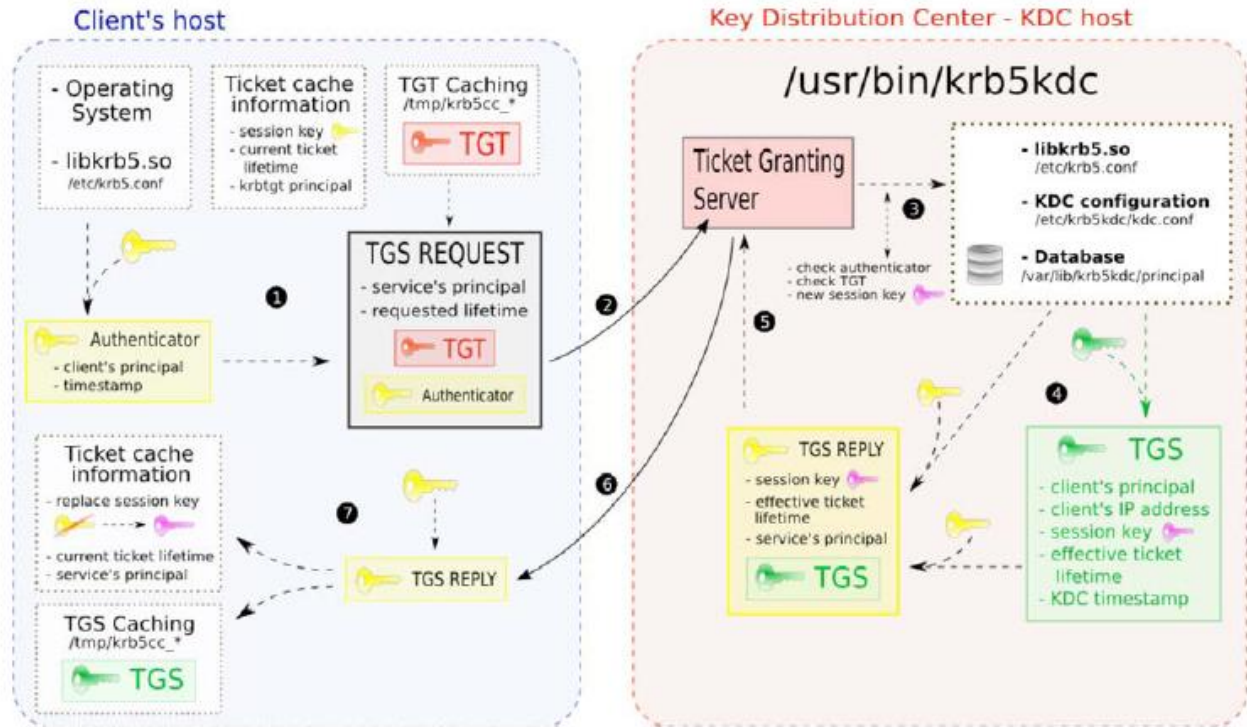 Client's host
- Operating
System
- libkrb5.so
/etc/krb5.conf
Ticket cache
information
- session key
- current ticket
lifetime
- krbtgt principal
TGT Caching
/tmp/krb5cc_*
TGT
TGS REQUEST
- service's principal
- requested lifetime
TGT
Authenticator
1
Authenticator
- client's principal
- timestamp
2
Ticket cache
information
- replace session key
- current ticket lifetime
- service's principal
7
TGS REPLY
6
TGS Caching
/tmp/krb5cc_*
TGS
Key Distribution Center - KDC host
/usr/bin/krb5kdc
Ticket Granting
Server
3
- check authenticator
- check TGT
- new session key
- libkrb5.so
/etc/krb5.conf
- KDC configuration
/etc/krb5kdc/kdc.conf
- Database
/var/lib/krb5kdc/principal
5
4
TGS REPLY
- session key
- effective ticket
lifetime
- service's principal
TGS
TGS
- client's principal
- client's IP address
- session key
- effective ticket
lifetime
- KDC timestamp